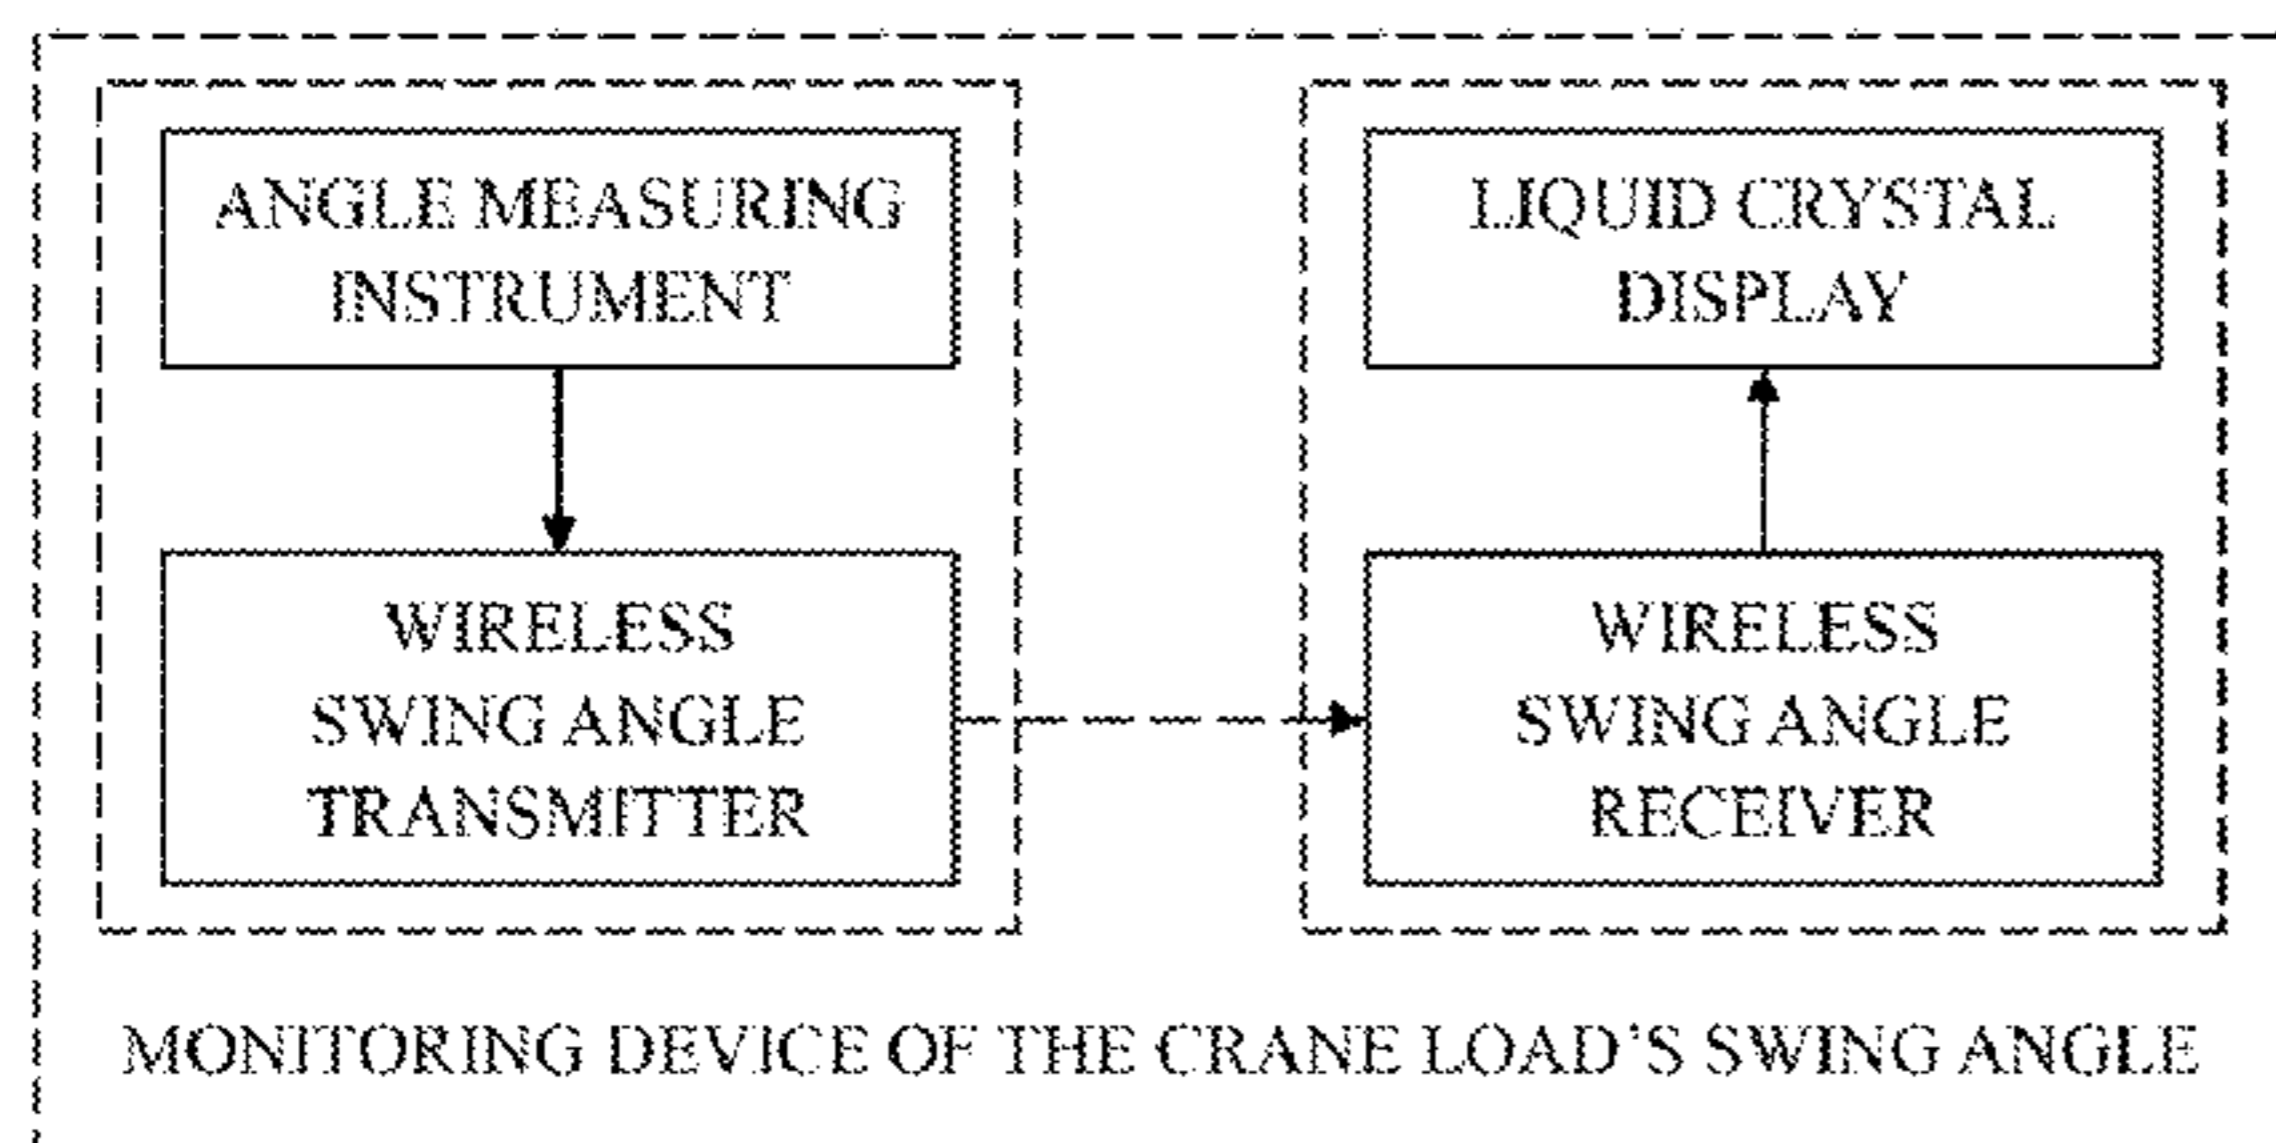 ANGLE MEASURING
INSTRUMENT
WIRELESS
SWING ANGLE
TRANSMITTER
LIQUID CRYSTAL
DISPLAY
WIRELESS
SWING ANGLE
RECEIVER
MONITORING DEVICE OF THE CRANE LOAD'S SWING ANGLE